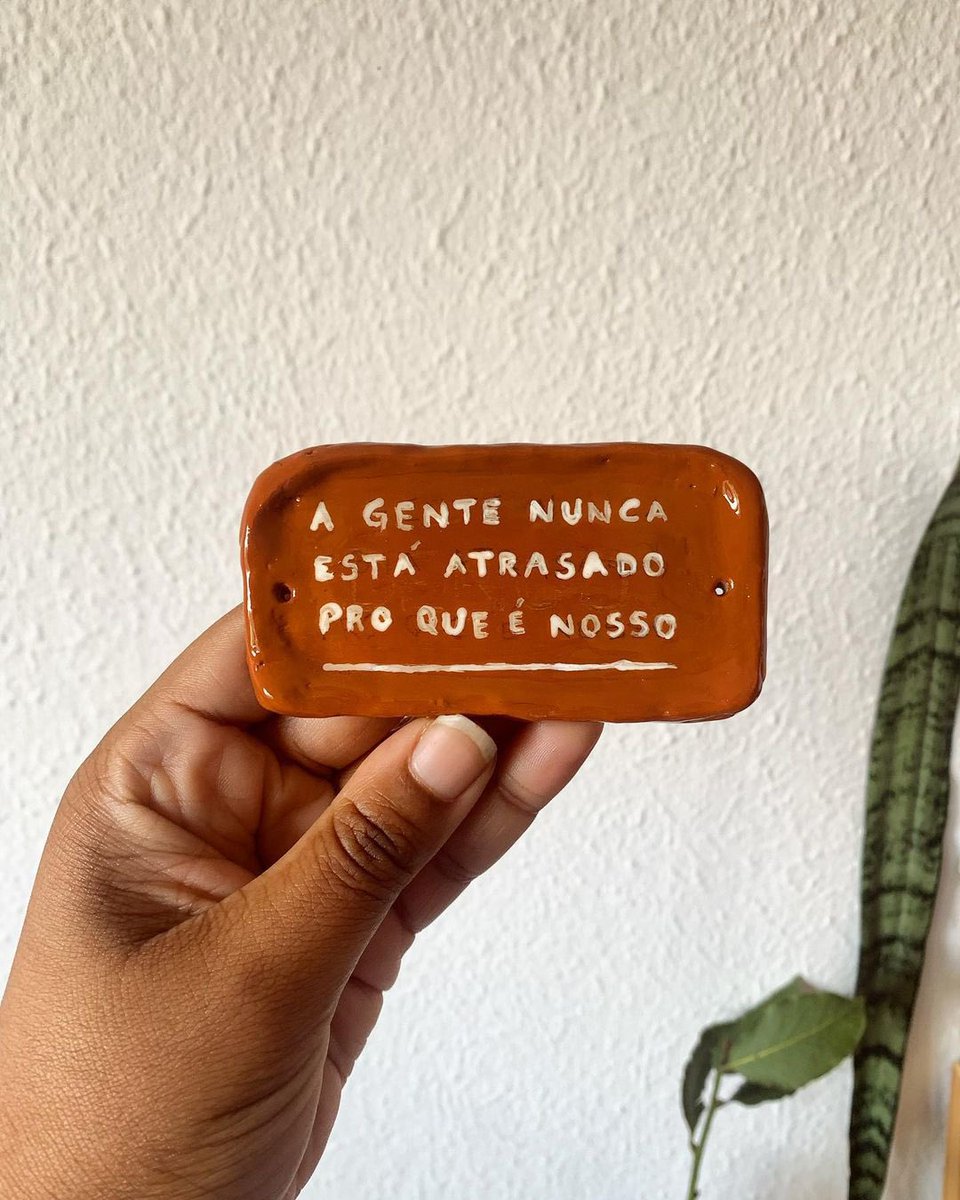 A GENTE NUNCA
ESTÁ ATRASADO
PRO QUE É NOSSO